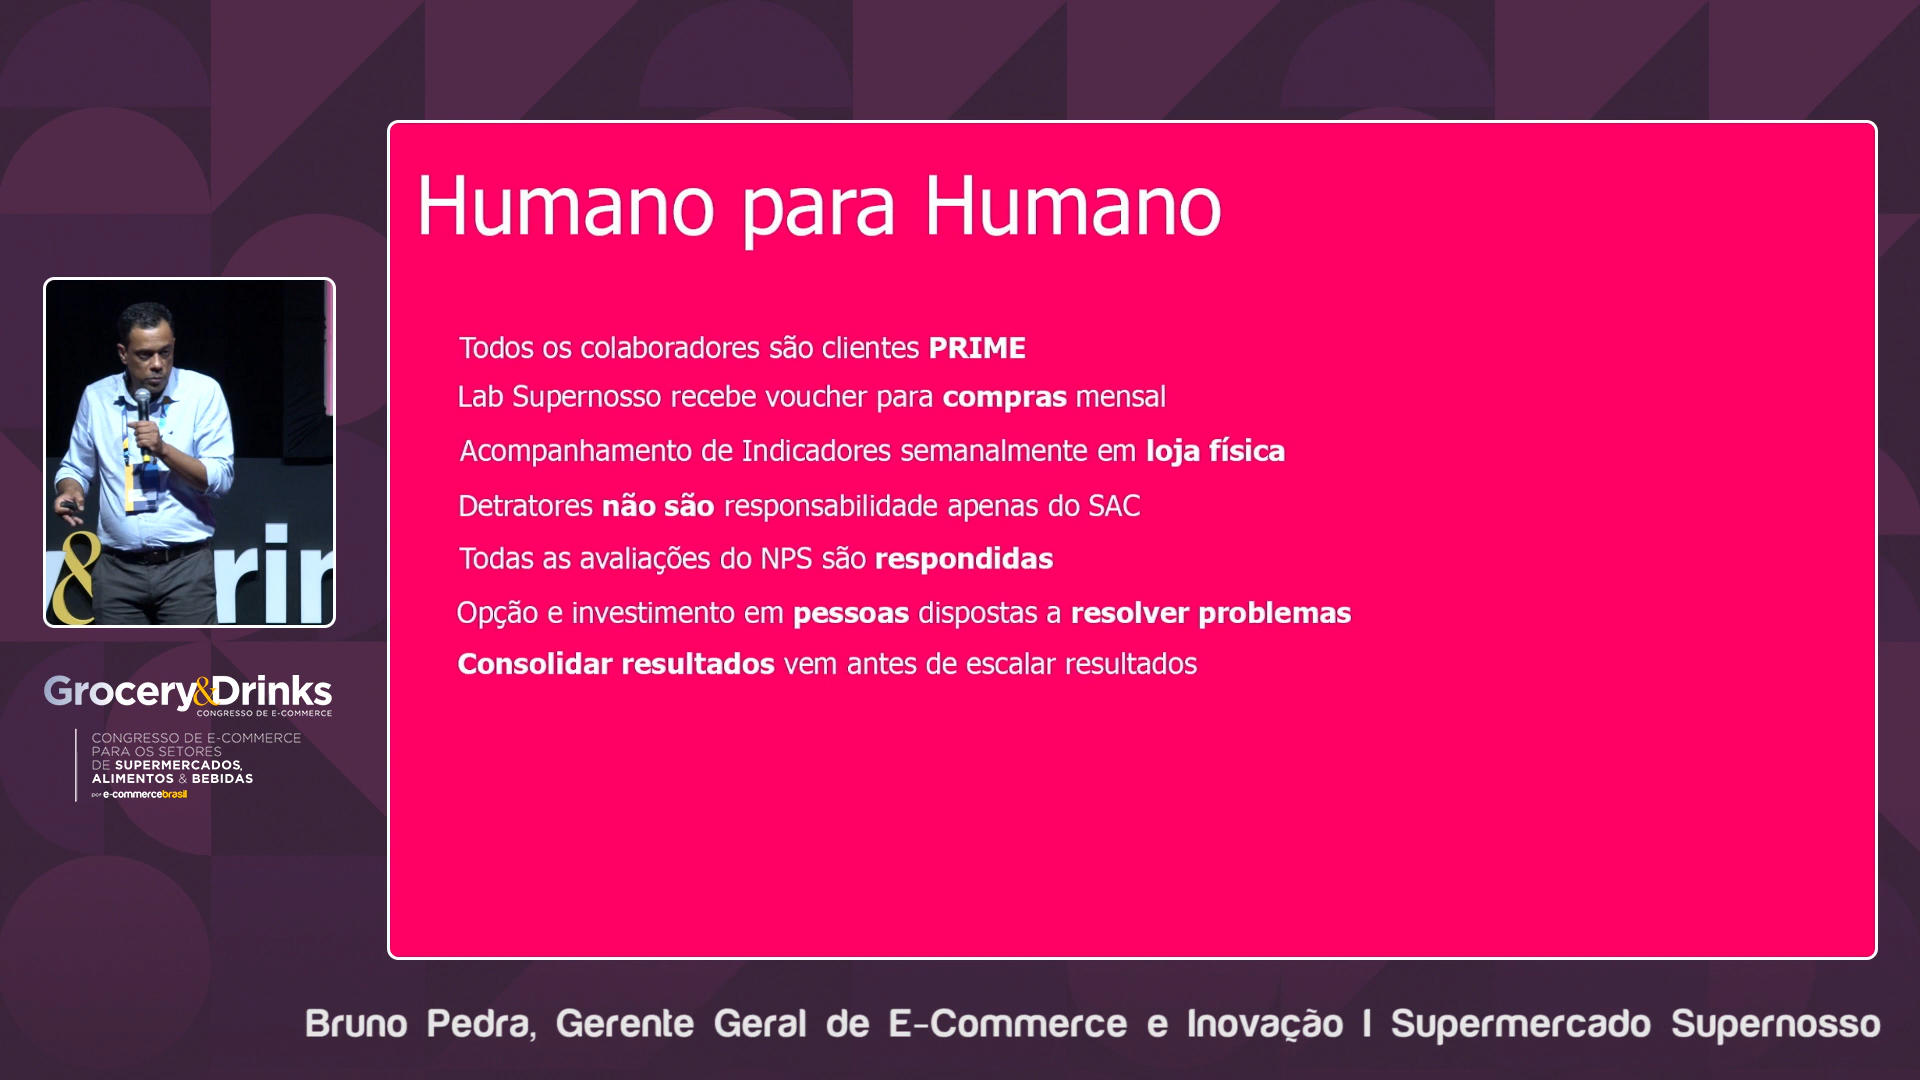 Humano para Humano
Todos os colaboradores são clientes PRIME
Lab Supernosso recebe voucher para compras mensal
Acompanhamento de Indicadores semanalmente em loja física
Detratores não são responsabilidade apenas do SAC
Todas as avaliações do NPS são respondidas
Opção e investimento em pessoas dispostas a resolver problemas
Consolidar resultados vem antes de escalar resultados
& rin
Grocery&Drinks
CONGRESSO DE E-COMMERCE
CONGRESSO DE E-COMMERCE
PARA OS SETORES
DE SUPERMERCADOS,
ALIMENTOS & BEBIDAS
por e-commercebrasil
Bruno Pedra, Gerente Geral de E-Commerce e Inovação | Supermercado Supernosso